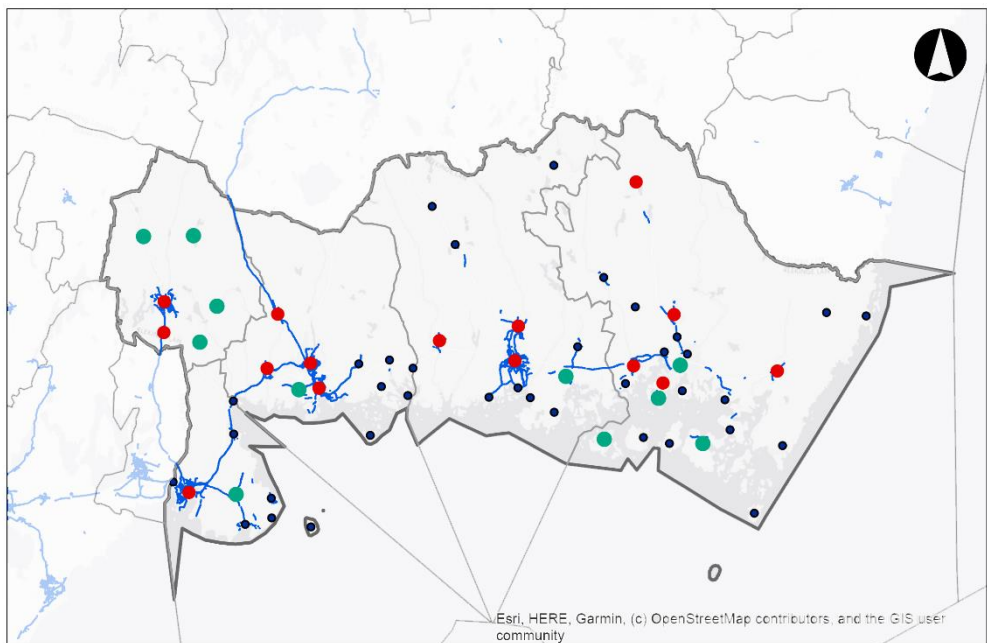 Esri, HERE, Garmin, (c) OpenStreetMap contributors, and the GIS user
community